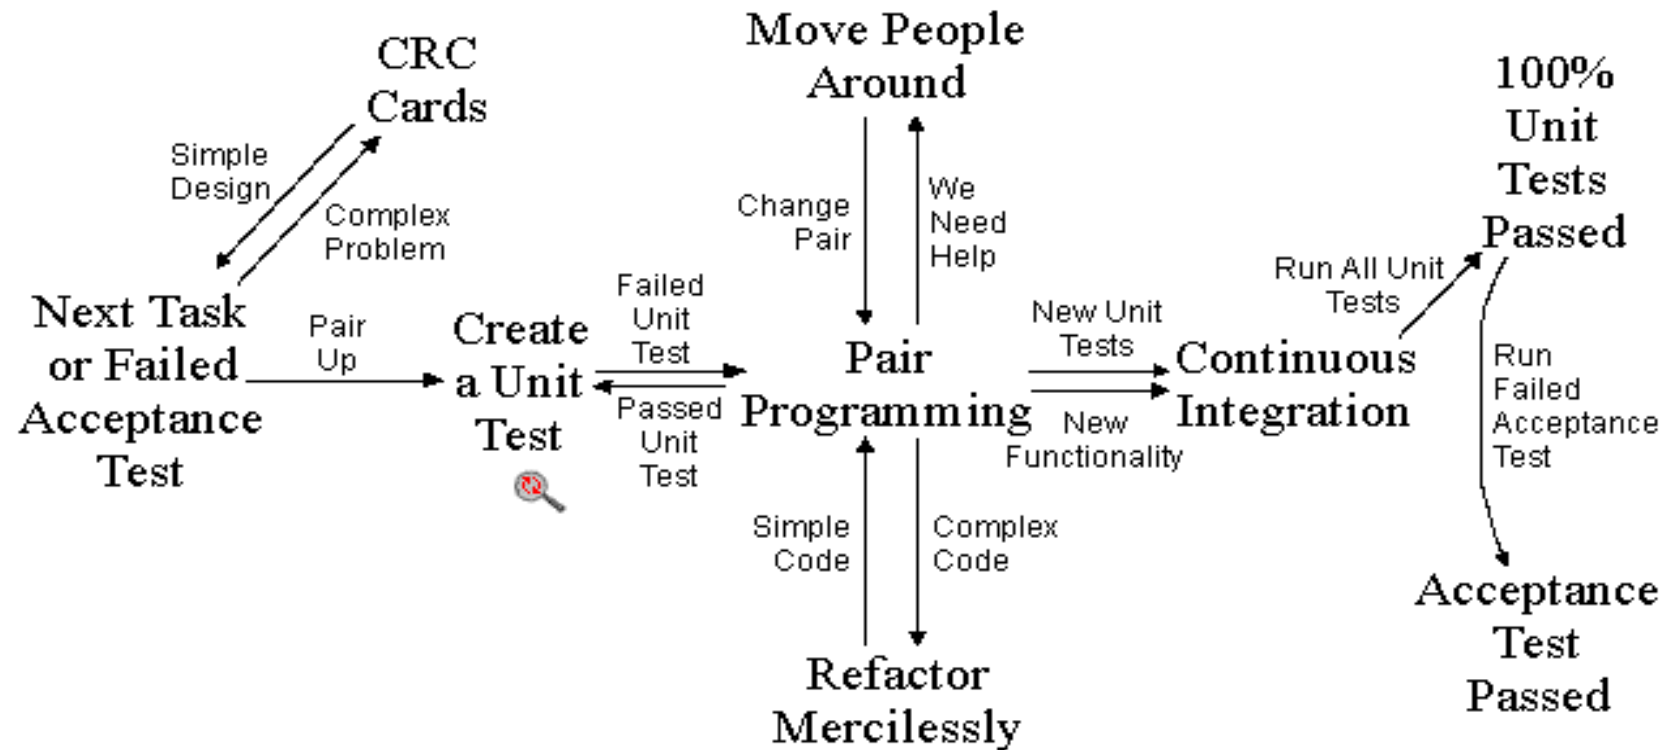 CRC
Cards
Simple
Design
Complex
Problem
Next Task
or Failed
Acceptance
Test
Pair
Up
Create
a Unit
Test
Failed
Unit
Test
Passed
Unit
Test
Move People
Around
Change
Pair
We
Need
Help
Pair
Programming
Simple
Code
Complex
Code
Refactor
Mercilessly
New Unit
Tests
New
Functionality
Continuous
Integration
Run All Unit
Tests
100%
Unit
Tests
Passed
Run
Failed
Acceptance
Test
Acceptance
Test
Passed